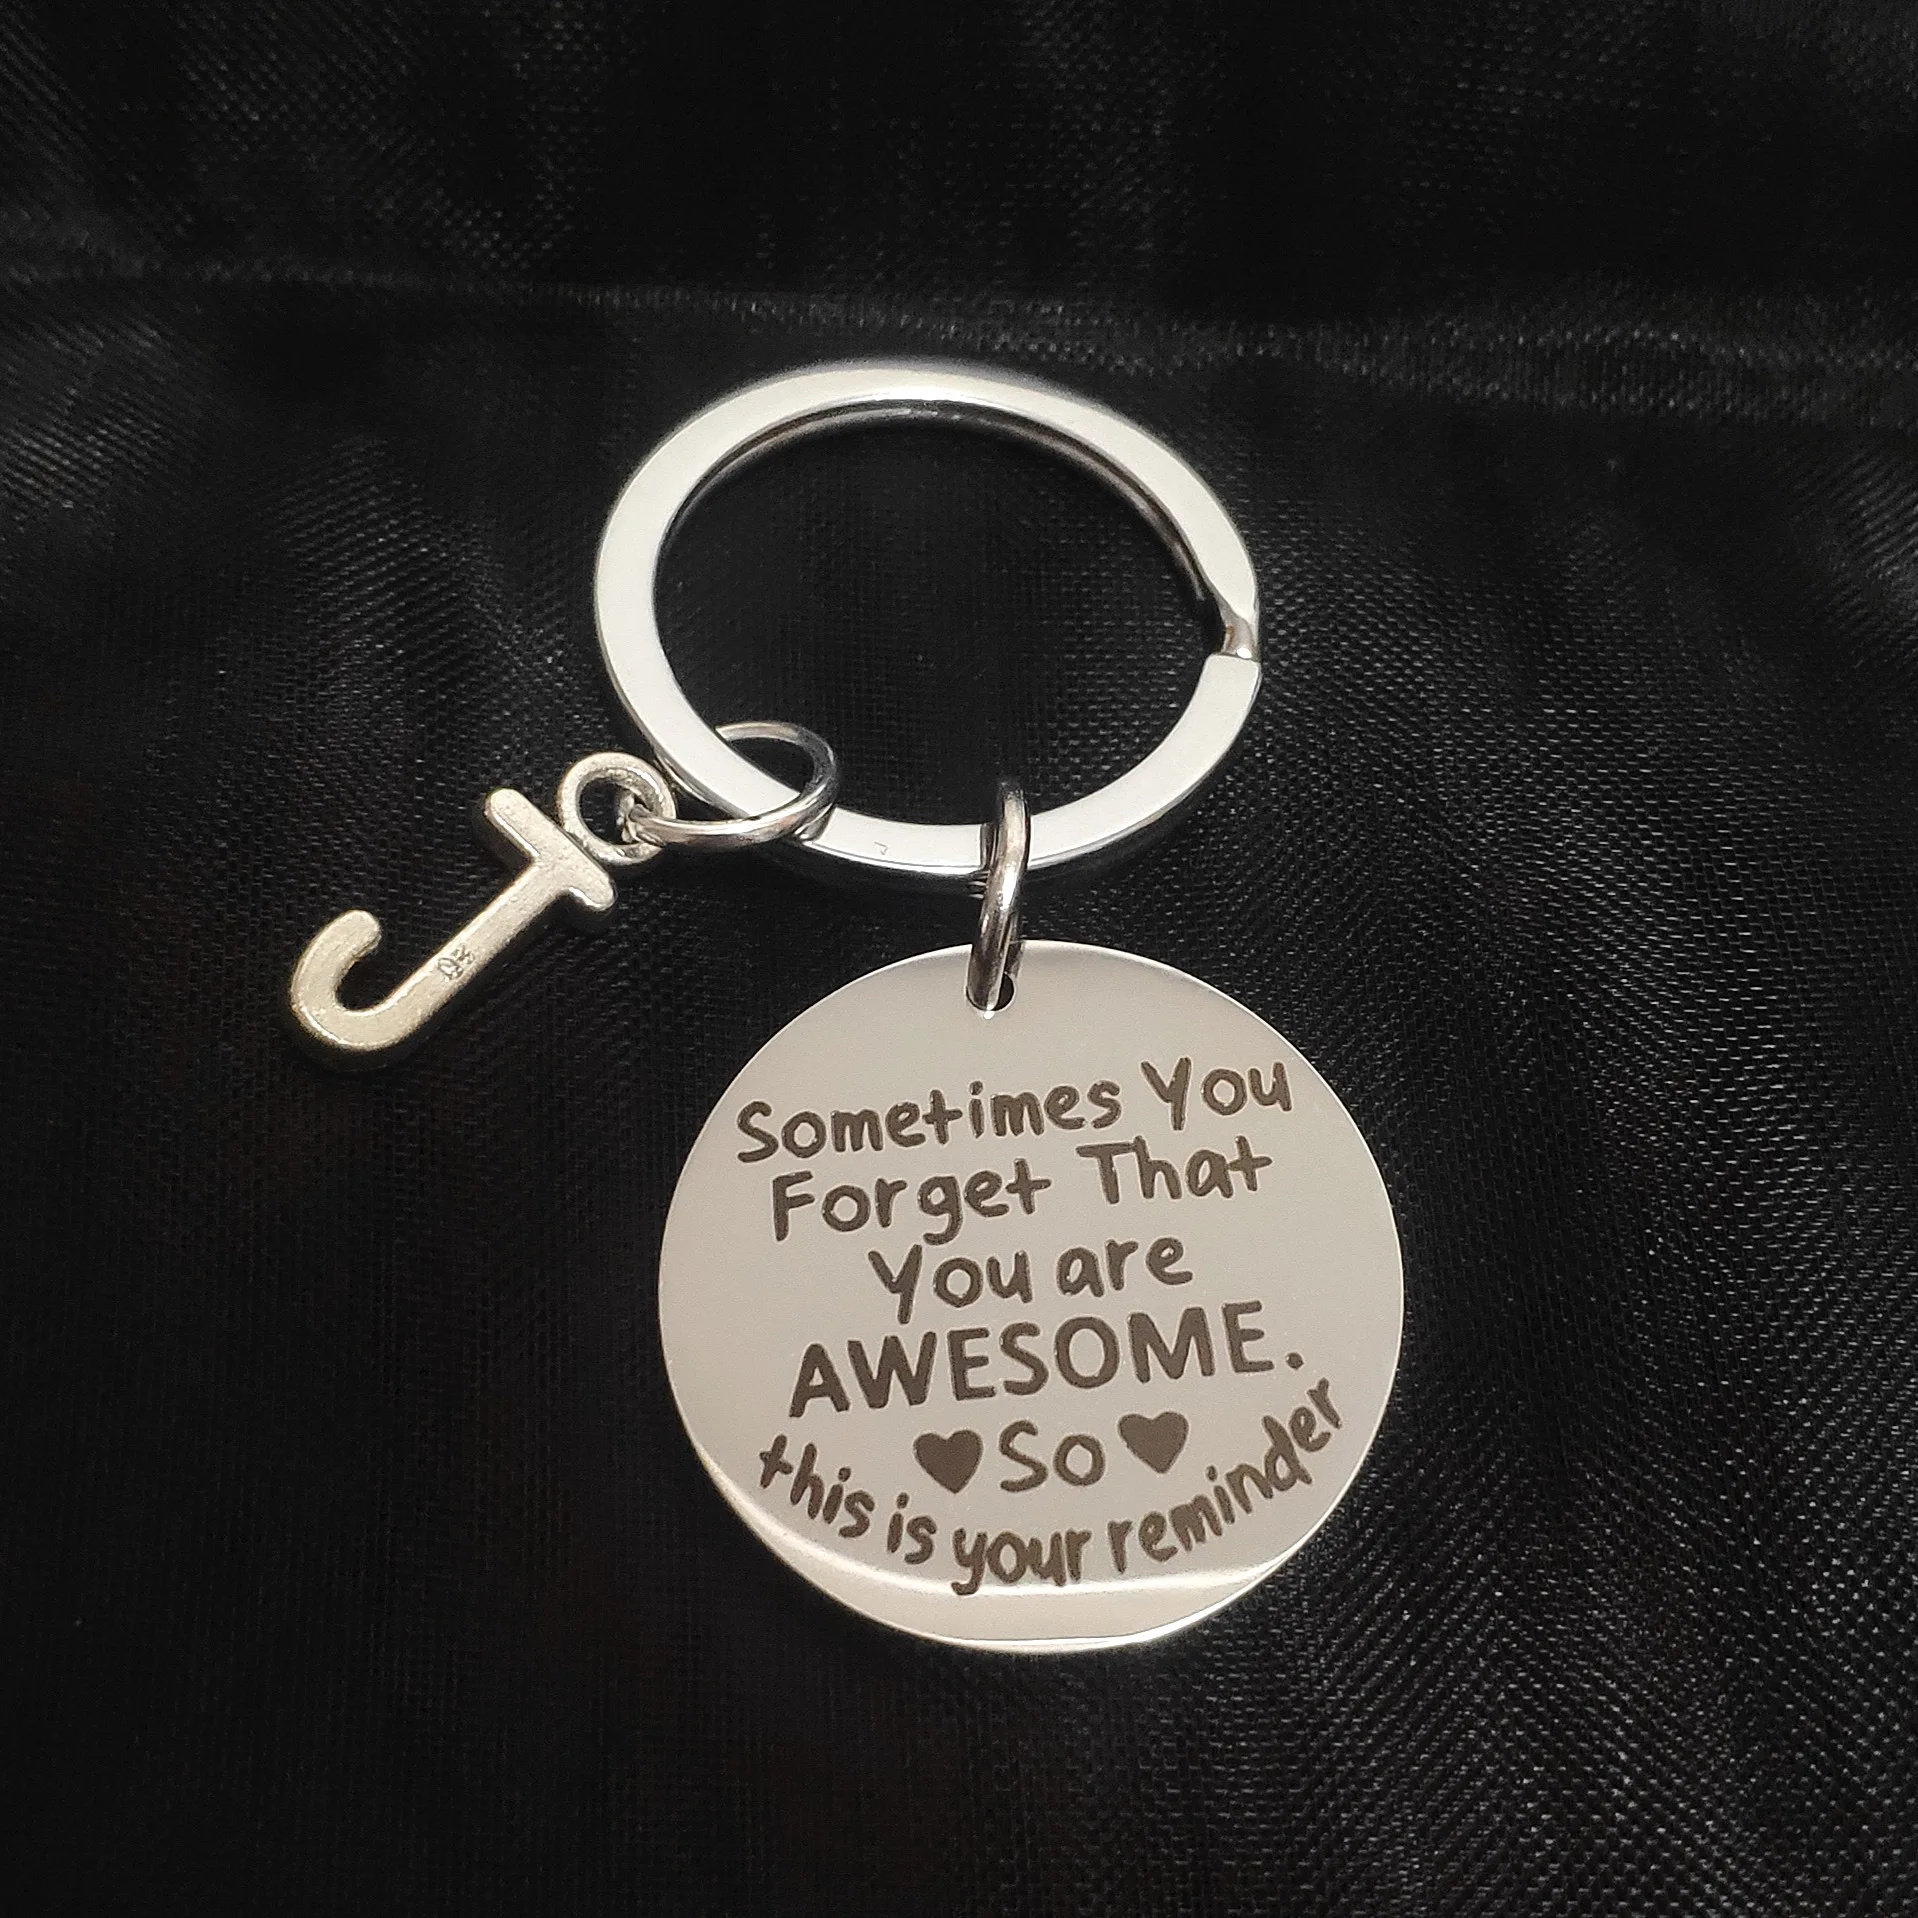 J
Sometimes You
Forget That
You are
AWESOME.
♥ So ♥
this is your reminder